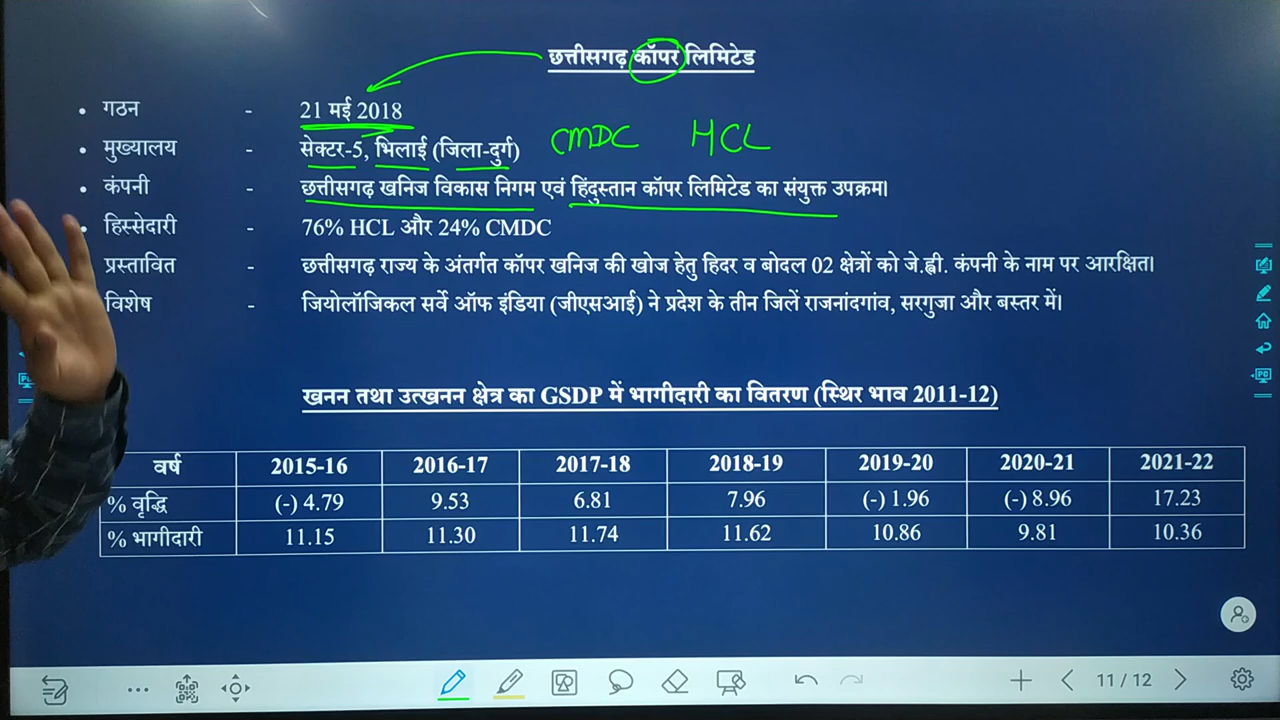 छत्तीसगढ़ कॉपर लिमिटेड
• गठन - 21 मई 2018
• मुख्यालय - सेक्टर-5, भिलाई (जिला-दुर्ग)
CMDC HCL
• कंपनी - छत्तीसगढ़ खनिज विकास निगम एवं हिंदुस्तान कॉपर लिमिटेड का संयुक्त उपक्रम।
• हिस्सेदारी - 76% HCL और 24% CMDC
प्रस्तावित - छत्तीसगढ़ राज्य के अंतर्गत कॉपर खनिज की खोज हेतु हिदर व बोदल 02 क्षेत्रों को जे.व्ही. कंपनी के नाम पर आरक्षित।
विशेष - जियोलॉजिकल सर्वे ऑफ इंडिया (जीएसआई) ने प्रदेश के तीन जिलें राजनांदगांव, सरगुजा और बस्तर में।
खनन तथा उत्खनन क्षेत्र का GSDP में भागीदारी का वितरण (स्थिर भाव 2011-12)
वर्ष 2015-16 2016-17 2017-18 2018-19 2019-20 2020-21 2021-22
% वृद्धि (-) 4.79 9.53 6.81 7.96 (-) 1.96 (-) 8.96 17.23
% भागीदारी 11.15 11.30 11.74 11.62 10.86 9.81 10.36
11 / 12